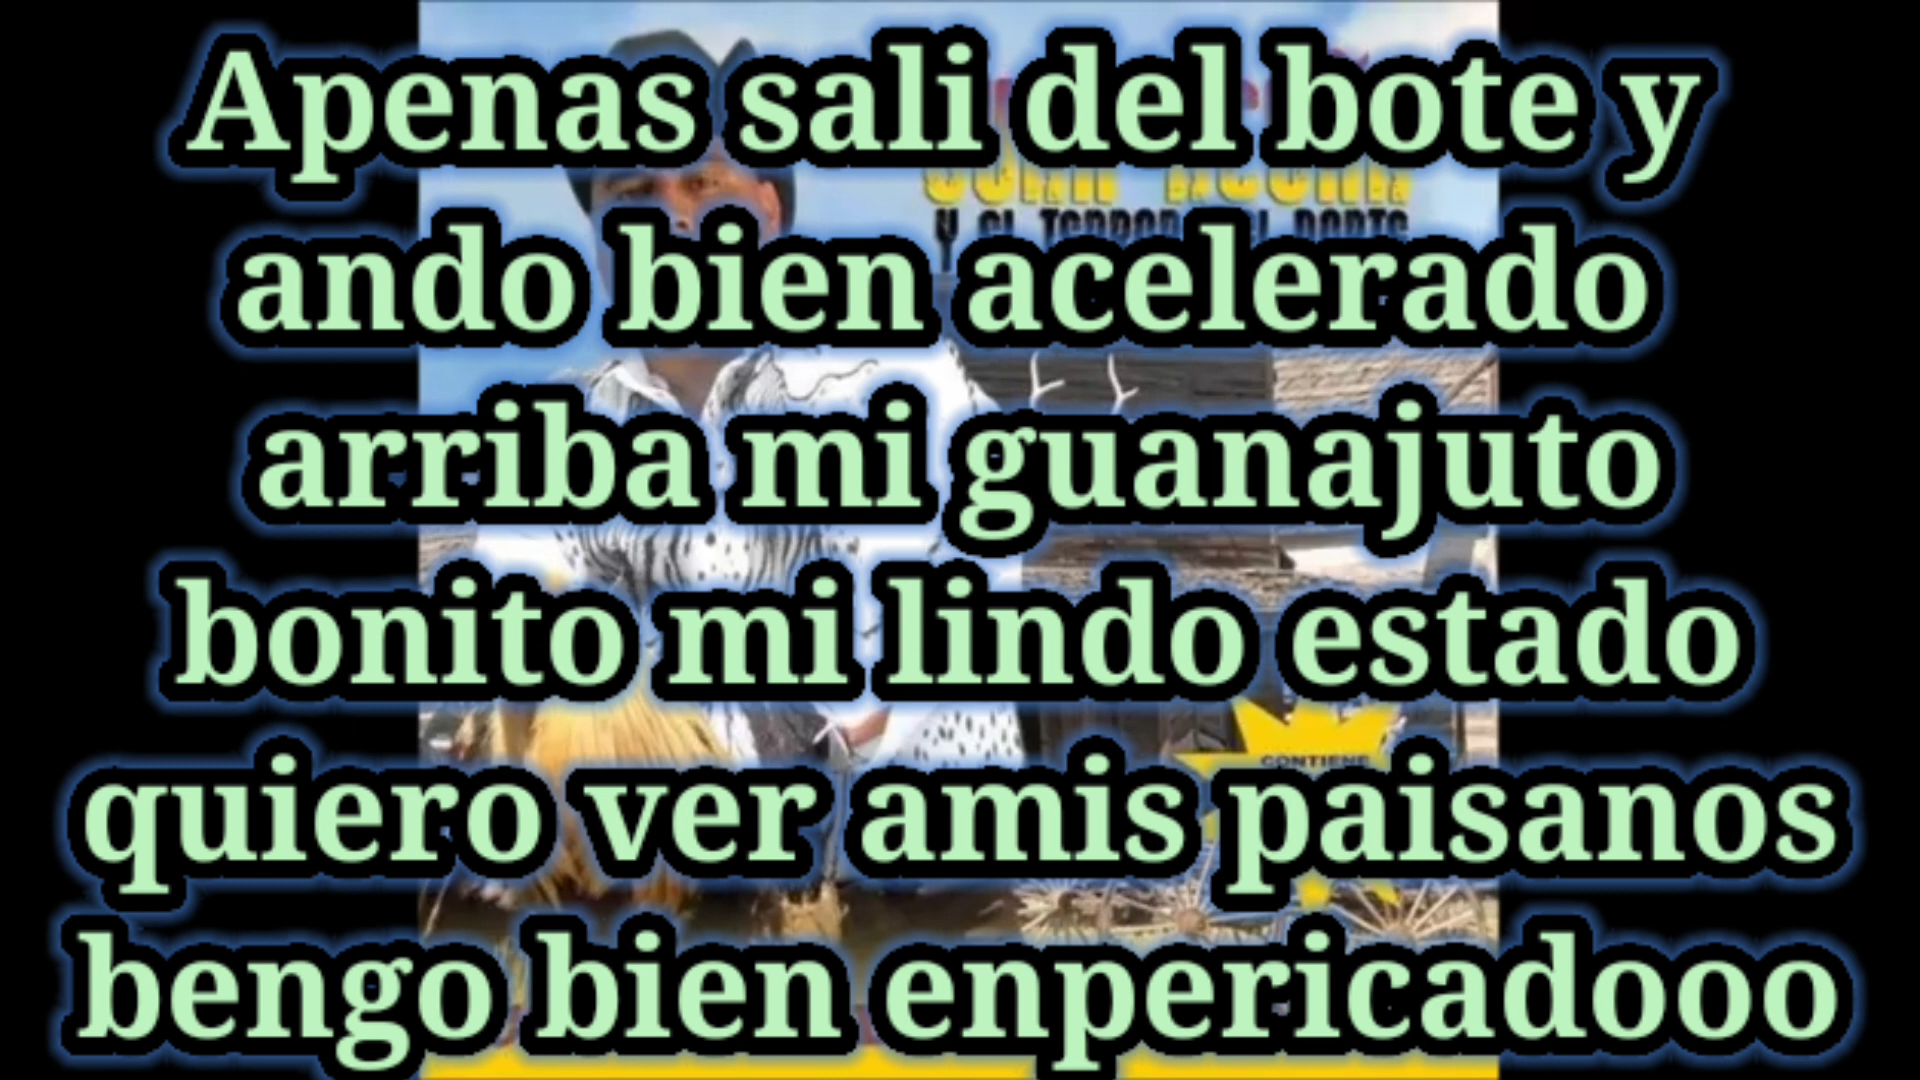 Apenas sali del bote y
ando bien acelerado
arriba mi guanajuto
bonito mi lindo estado
quiero ver amis paisanos
bengo bien enpericadooo
CONTIENE